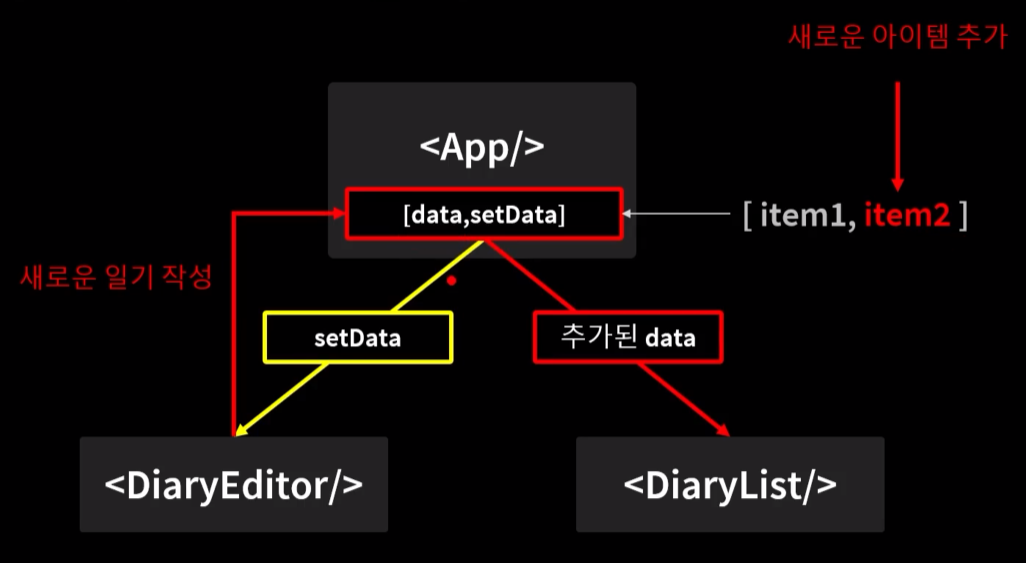 새로운 아이템 추가
<App/>
[data,setData]
[ item1, item2 ]
새로운 일기 작성
setData
추가된 data
<DiaryEditor/>
<DiaryList/>